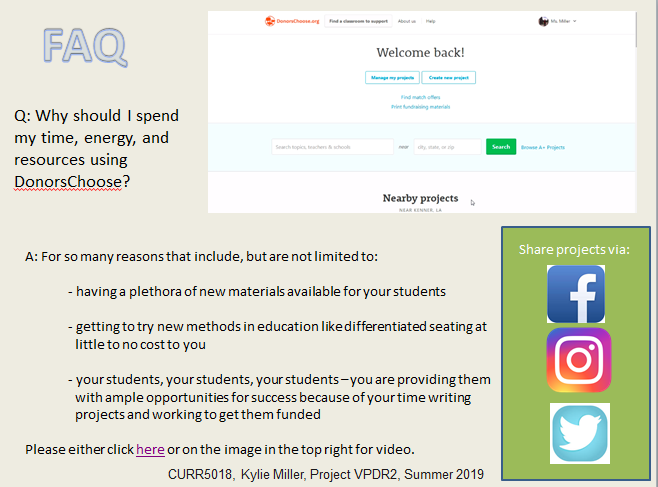 FAQ
DonorsChoose.org Find a classroom to support About us Help Ms. Miller
Welcome back!
Manage my projects Create new project
Find match offers
Print fundraising materials
Search topics, teachers & schools near city, state, or zip Search Browse A+ Projects
Nearby projects
NEAR KENNER, LA
Q: Why should I spend
my time, energy, and
resources using
DonorsChoose?
A: For so many reasons that include, but are not limited to:
- having a plethora of new materials available for your students
- getting to try new methods in education like differentiated seating at
little to no cost to you
- your students, your students, your students – you are providing them
with ample opportunities for success because of your time writing
projects and working to get them funded
Please either click here or on the image in the top right for video.
Share projects via:
CURR5018, Kylie Miller, Project VPDR2, Summer 2019